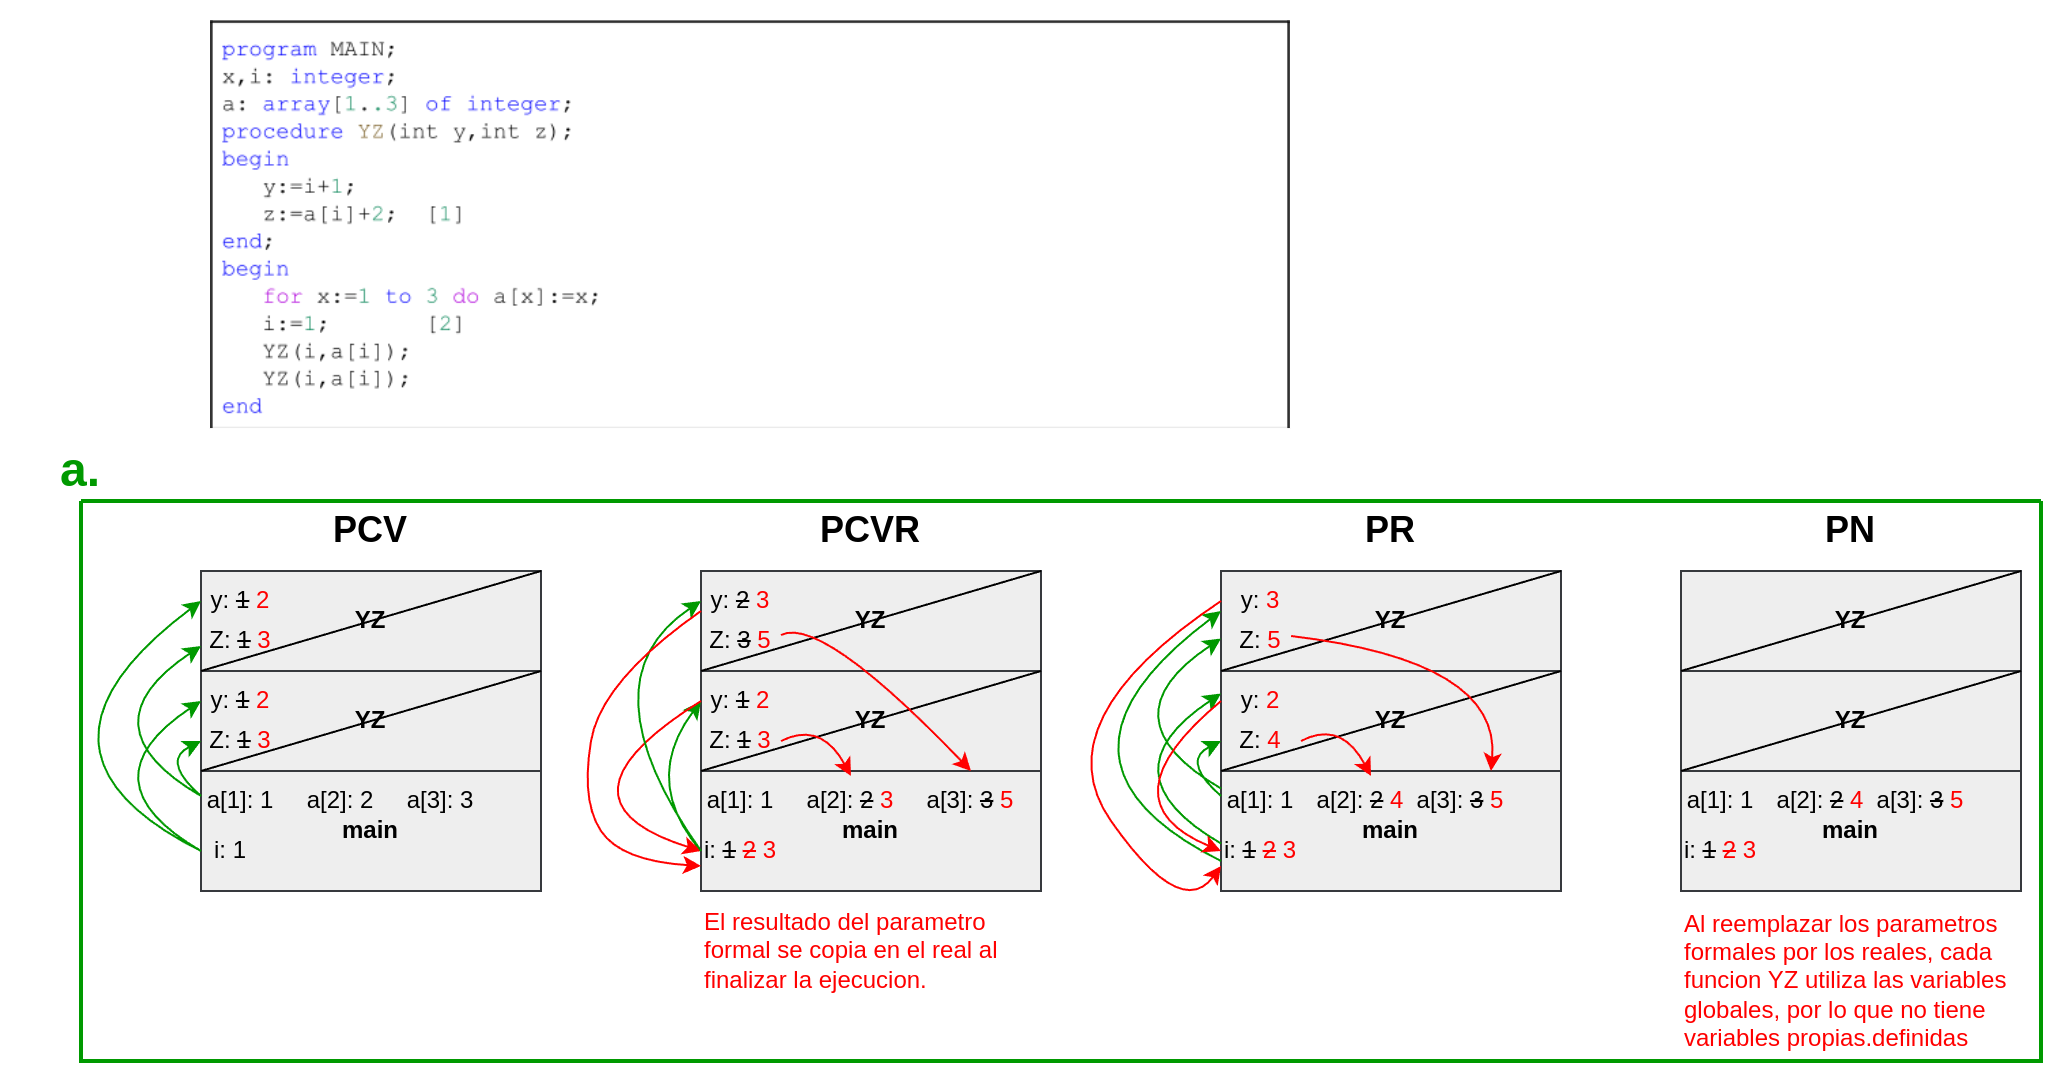 program MAIN;
x,i: integer;
a: array[1..3] of integer;
procedure YZ(int y,int z);
begin
y:=i+1;
z:=a[i]+2; [1]
end;
begin
for x:=1 to 3 do a[x]:=x;
i:=1; [2]
YZ(i,a[i]);
YZ(i,a[i]);
end
a.
PCV
y: 1 2
YZ
Z: 1 3
y: 1 2
YZ
Z: 1 3
a[1]: 1 a[2]: 2 a[3]: 3
main
i: 1
PCVR
y: 2 3
YZ
Z: 3 5
y: 1 2
YZ
Z: 1 3
a[1]: 1 a[2]: 2 3 a[3]: 3 5
main
i: 1 2 3
El resultado del parametro
formal se copia en el real al
finalizar la ejecucion.
PR
y: 3
YZ
Z: 5
y: 2
YZ
Z: 4
a[1]: 1 a[2]: 2 4 a[3]: 3 5
main
i: 1 2 3
PN
YZ
YZ
a[1]: 1 a[2]: 2 4 a[3]: 3 5
main
i: 1 2 3
Al reemplazar los parametros
formales por los reales, cada
funcion YZ utiliza las variables
globales, por lo que no tiene
variables propias.definidas